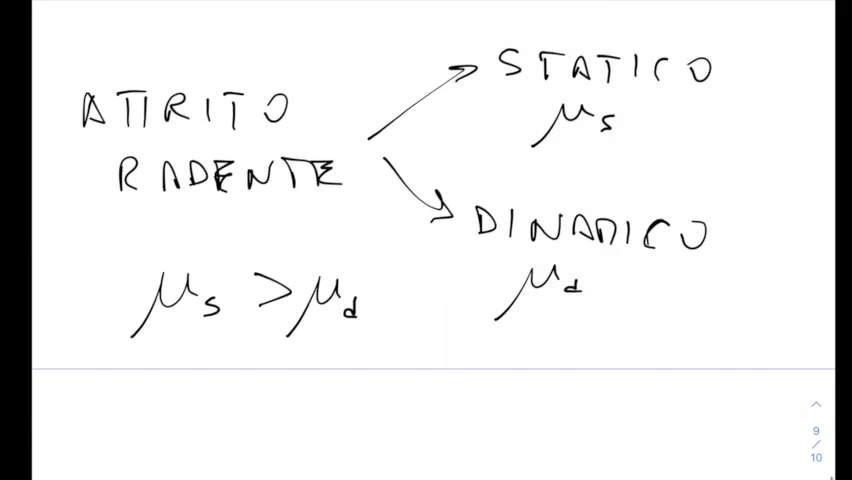 ATTRITO
RADENTE
STATICO
μs
DINAMICO
μd
μs > μd
9
/
10